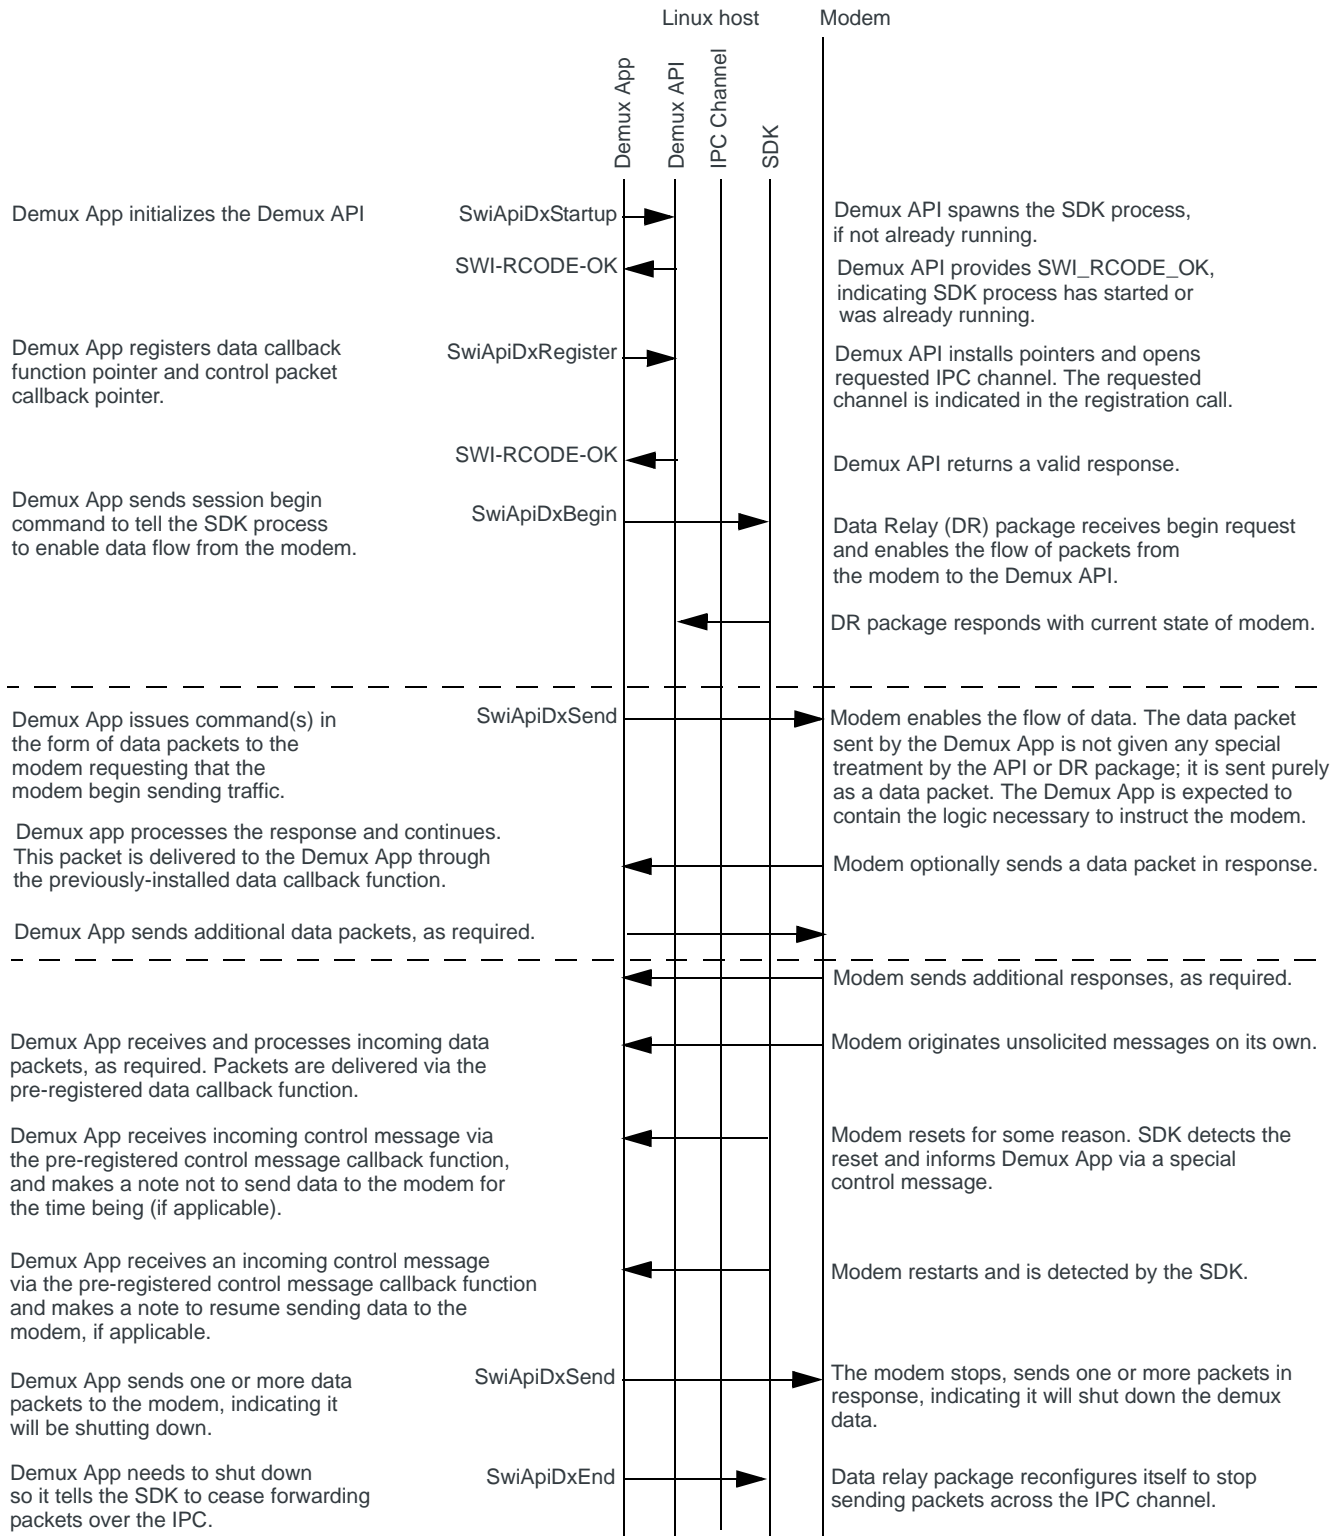 Linux host
Modem
Demux App
Demux API
IPC Channel
SDK
Demux App initializes the Demux API
SwiApiDxStartup
Demux API spawns the SDK process,
if not already running.
SWI-RCODE-OK
Demux API provides SWI_RCODE_OK,
indicating SDK process has started or
was already running.
Demux App registers data callback
function pointer and control packet
callback pointer.
SwiApiDxRegister
Demux API installs pointers and opens
requested IPC channel. The requested
channel is indicated in the registration call.
SWI-RCODE-OK
Demux API returns a valid response.
Demux App sends session begin
command to tell the SDK process
to enable data flow from the modem.
SwiApiDxBegin
Data Relay (DR) package receives begin request
and enables the flow of packets from
the modem to the Demux API.
DR package responds with current state of modem.
Demux App issues command(s) in
the form of data packets to the
modem requesting that the
modem begin sending traffic.
SwiApiDxSend
Modem enables the flow of data. The data packet
sent by the Demux App is not given any special
treatment by the API or DR package; it is sent purely
as a data packet. The Demux App is expected to
contain the logic necessary to instruct the modem.
Demux app processes the response and continues.
This packet is delivered to the Demux App through
the previously-installed data callback function.
Modem optionally sends a data packet in response.
Demux App sends additional data packets, as required.
Modem sends additional responses, as required.
Demux App receives and processes incoming data
packets, as required. Packets are delivered via the
pre-registered data callback function.
Modem originates unsolicited messages on its own.
Demux App receives incoming control message via
the pre-registered control message callback function,
and makes a note not to send data to the modem for
the time being (if applicable).
Modem resets for some reason. SDK detects the
reset and informs Demux App via a special
control message.
Demux App receives an incoming control message
via the pre-registered control message callback function
and makes a note to resume sending data to the
modem, if applicable.
Modem restarts and is detected by the SDK.
Demux App sends one or more data
packets to the modem, indicating it
will be shutting down.
SwiApiDxSend
The modem stops, sends one or more packets in
response, indicating it will shut down the demux
data.
Demux App needs to shut down
so it tells the SDK to cease forwarding
packets over the IPC.
SwiApiDxEnd
Data relay package reconfigures itself to stop
sending packets across the IPC channel.